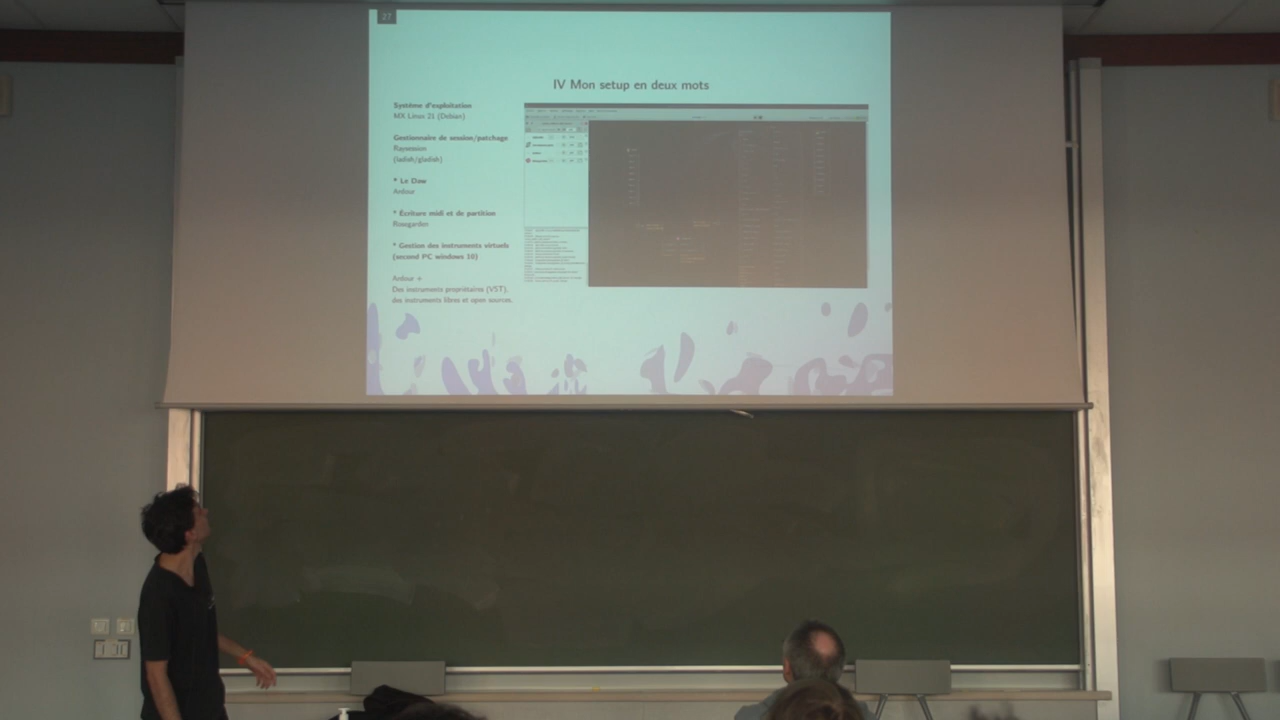 27
IV Mon setup en deux mots
Système d'exploitation
MX Linux 21 (Debian)
Gestionnaire de session/patchage
Raysession
(ladish/gladish)
* Le Daw
Ardour
* Écriture midi et de partition
Rosegarden
* Gestion des instruments virtuels
(second PC windows 10)
Ardour +
Des instruments propriétaires (VST),
des instruments libres et open sources.